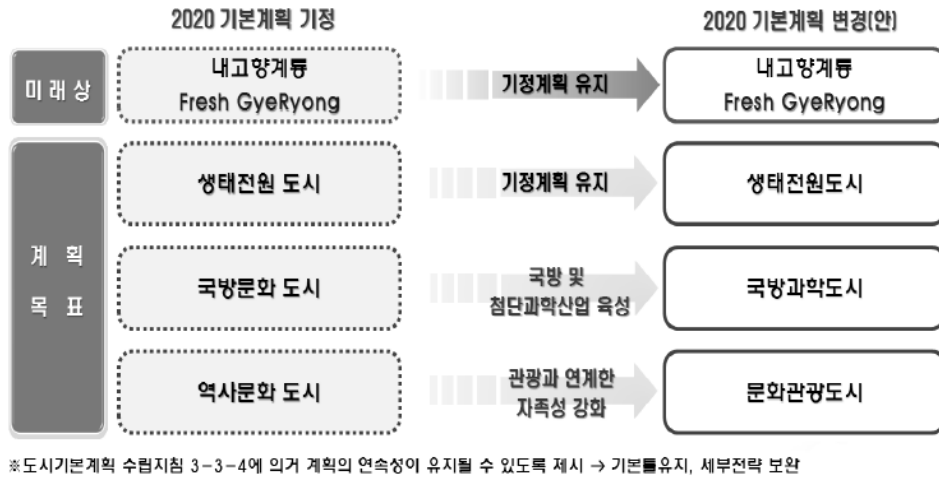 2020 기본계획 기정
2020 기본계획 변경(안)
미래상
내고향계룡
Fresh GyeRyong
기정계획 유지
내고향계룡
Fresh GyeRyong
계 획
목 표
생태전원 도시
기정계획 유지
생태전원도시
국방문화 도시
국방 및
첨단과학산업 육성
국방과학도시
역사문화 도시
관광과 연계한
자족성 강화
문화관광도시
※도시기본계획 수립지침 3-3-4에 의거 계획의 연속성이 유지될 수 있도록 제시 → 기본틀유지, 세부전략 보완